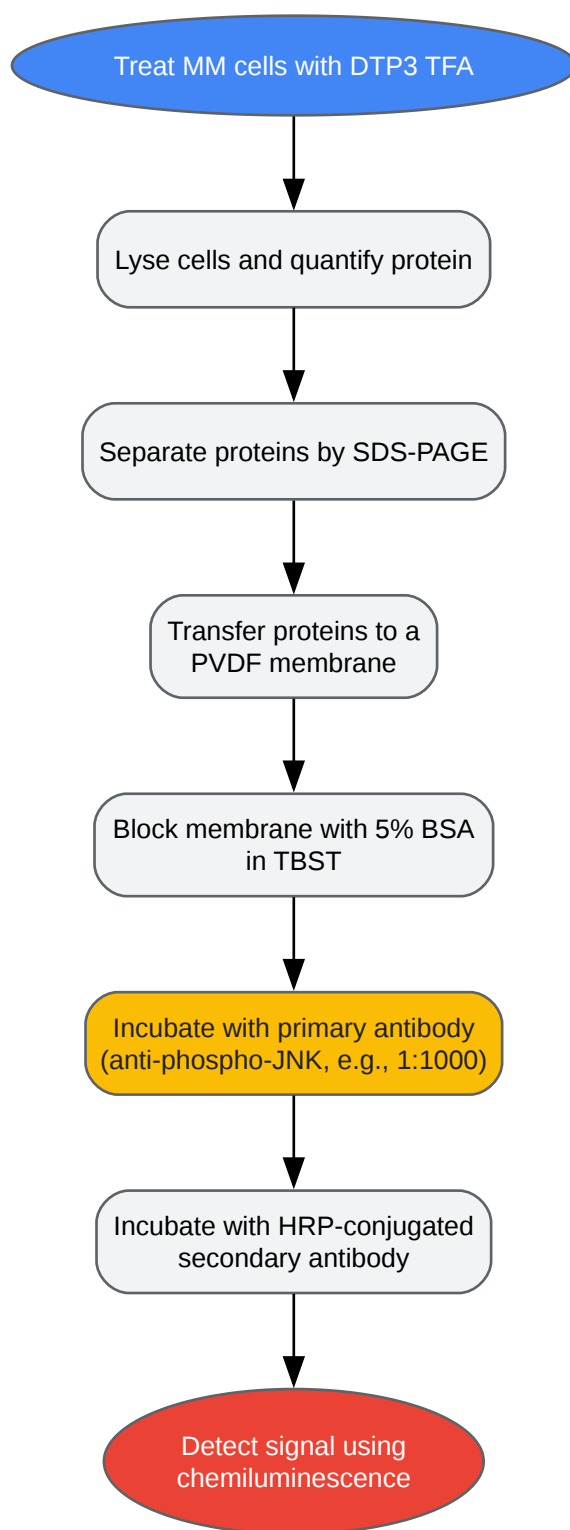 Treat MM cells with DTP3 TFA
Lyse cells and quantify protein
Separate proteins by SDS-PAGE
Transfer proteins to a
PVDF membrane
Block membrane with 5% BSA
in TBST
Incubate with primary antibody
(anti-phospho-JNK, e.g., 1:1000)
Incubate with HRP-conjugated
secondary antibody
Detect signal using
chemiluminescence